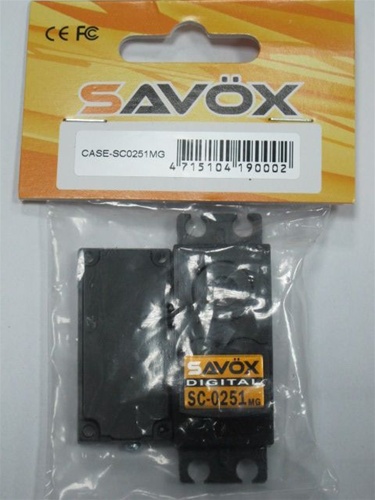 CE FC
SAVÖX
CASE-SC0251MG
4 715104 190002
SAVÖX
DIGITAL
SC-0251MG